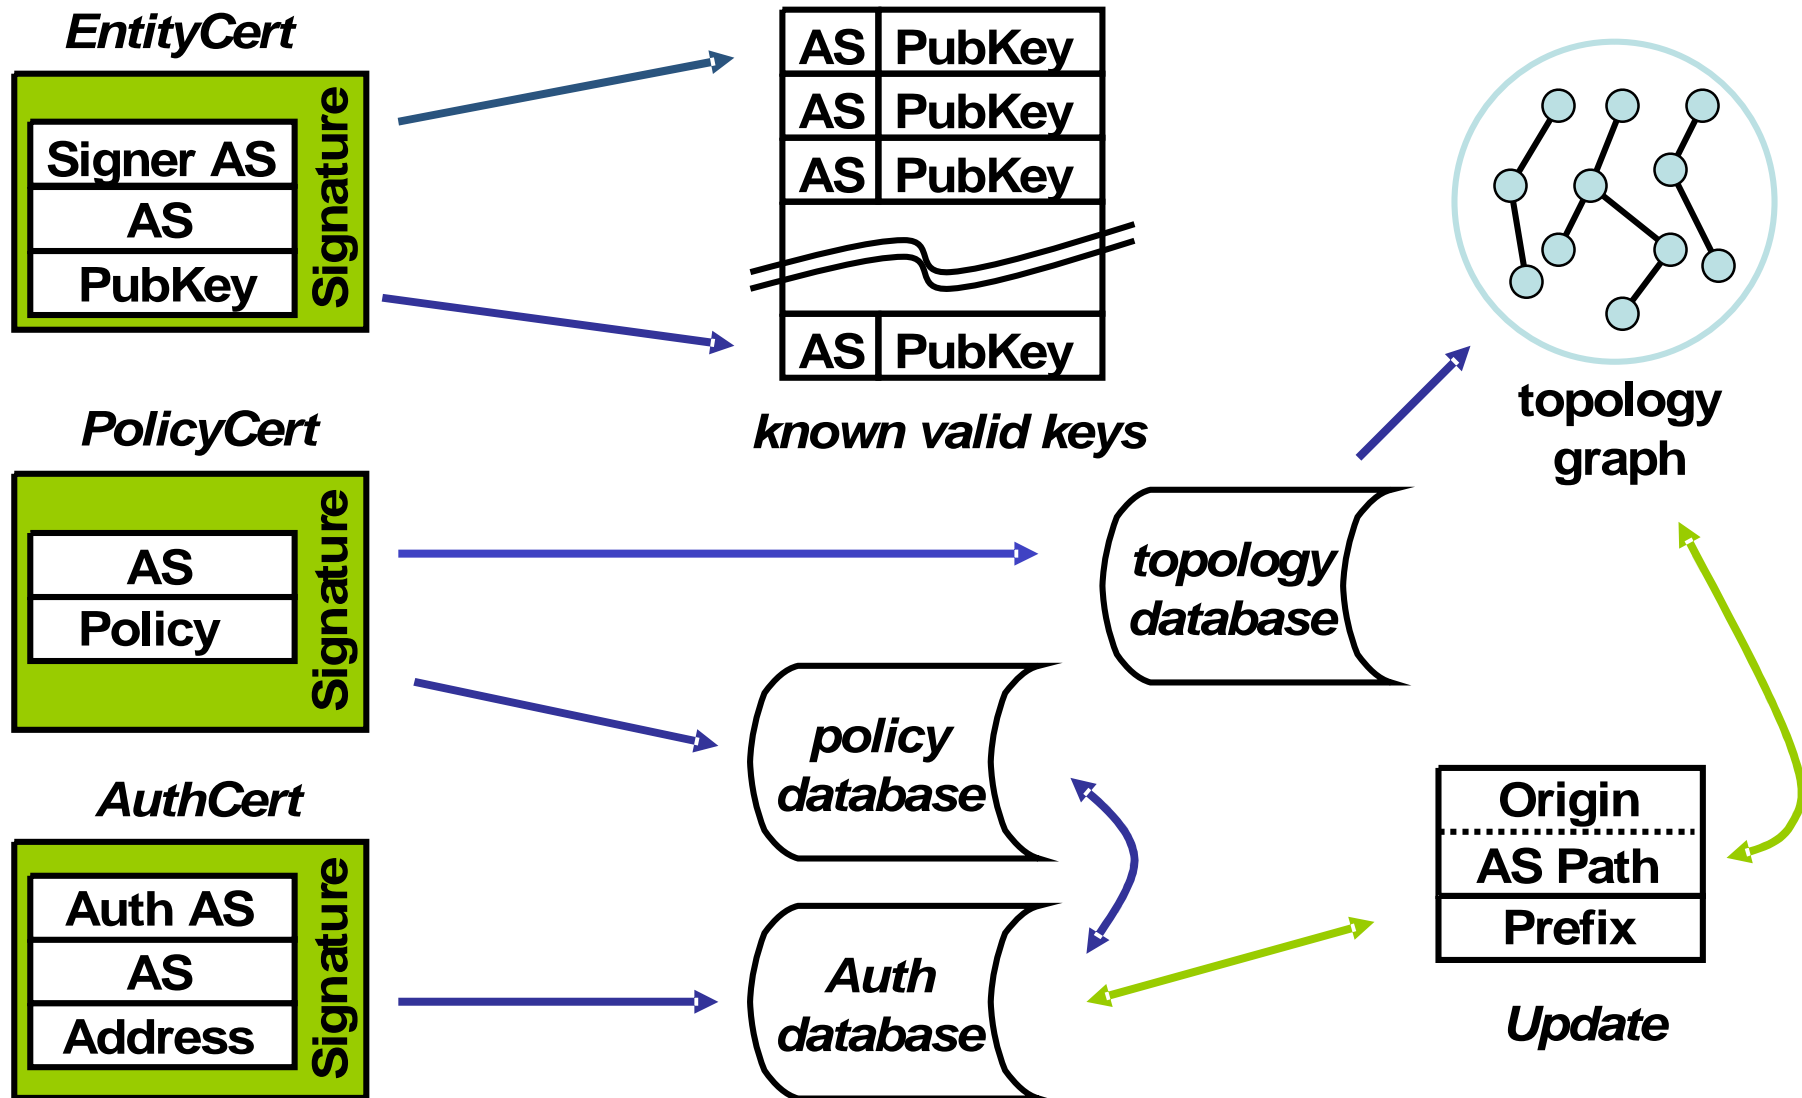 EntityCert
Signer AS
AS
PubKey
Signature
AS PubKey
AS PubKey
AS PubKey
AS PubKey
known valid keys
topology
graph
PolicyCert
AS
Policy
Signature
topology
database
policy
database
AuthCert
Auth AS
AS
Address
Signature
Auth
database
Origin
AS Path
Prefix
Update